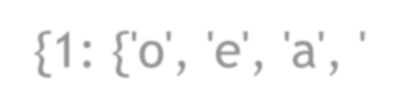 {1: {'o', 'e', 'a', '